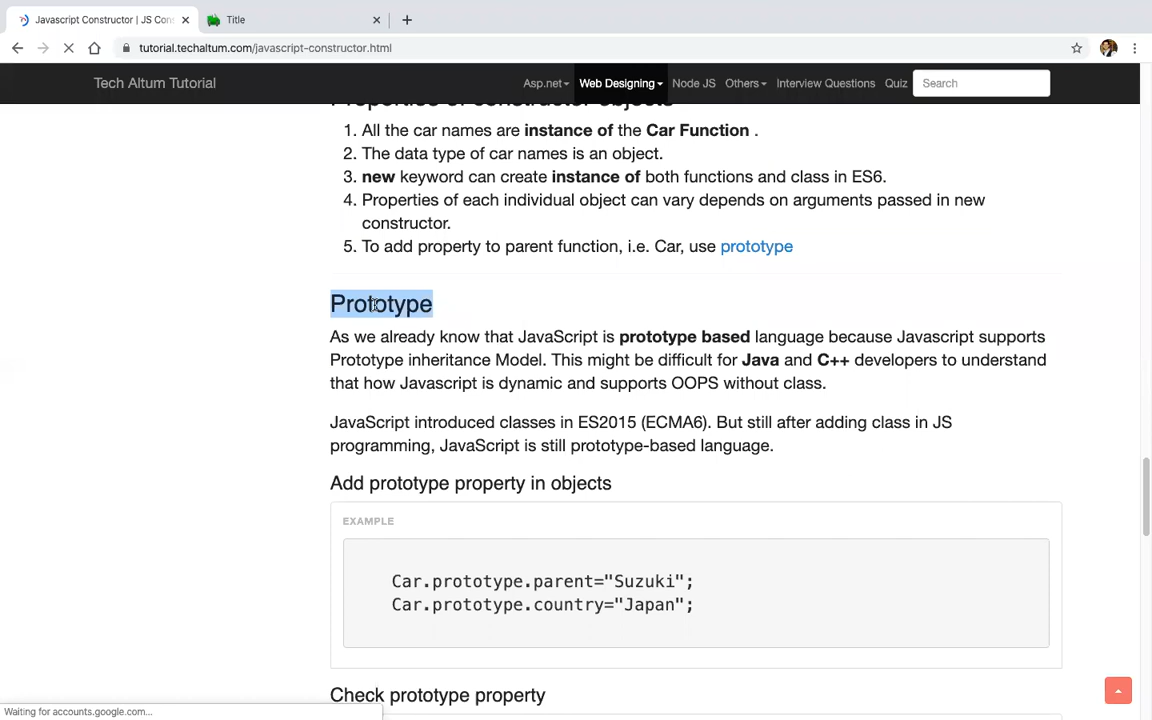 Javascript Constructor | JS Con
Title
tutorial.techaltum.com/javascript-constructor.html
Tech Altum Tutorial
Asp.net
Web Designing
Node JS
Others
Interview Questions
Quiz
Search
Properties of constructor objects
1. All the car names are instance of the Car Function .
2. The data type of car names is an object.
3. new keyword can create instance of both functions and class in ES6.
4. Properties of each individual object can vary depends on arguments passed in new
constructor.
5. To add property to parent function, i.e. Car, use prototype
Prototype
As we already know that JavaScript is prototype based language because Javascript supports
Prototype inheritance Model. This might be difficult for Java and C++ developers to understand
that how Javascript is dynamic and supports OOPS without class.
JavaScript introduced classes in ES2015 (ECMA6). But still after adding class in JS
programming, JavaScript is still prototype-based language.
Add prototype property in objects
EXAMPLE
Car.prototype.parent="Suzuki";
Car.prototype.country="Japan";
Check prototype property
Waiting for accounts.google.com...